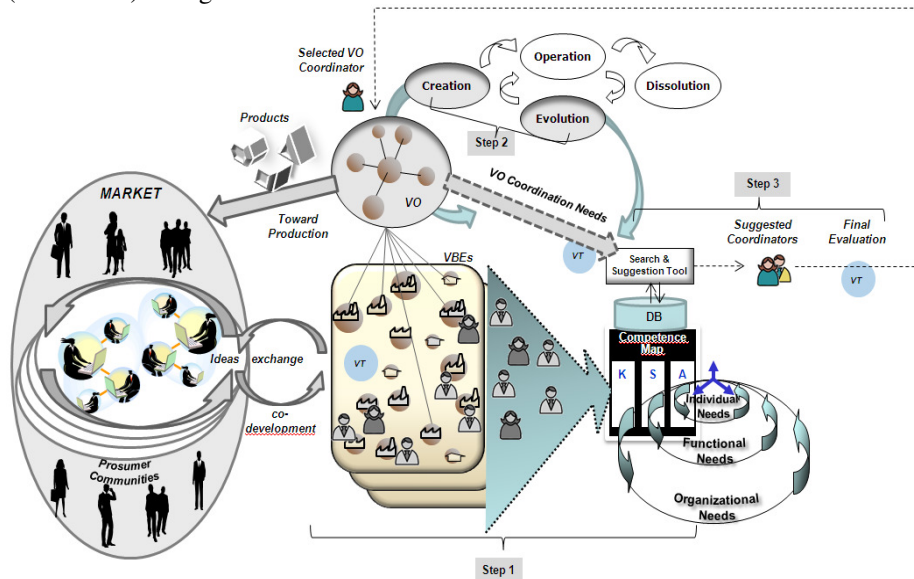 Selected VO
Coordinator
Creation
Operation
Dissolution
Evolution
Step 2
Products
MARKET
VO
Toward
Production
VO Coordination Needs
Step 3
Suggested
Coordinators
Final
Evaluation
VT
VT
Search &
Suggestion Tool
VBEs
DB
Competence
Map
K S A
VT
Ideas exchange
co-
development
Individual
Needs
Functional
Needs
Organizational
Needs
Prosumer
Communities
Step 1